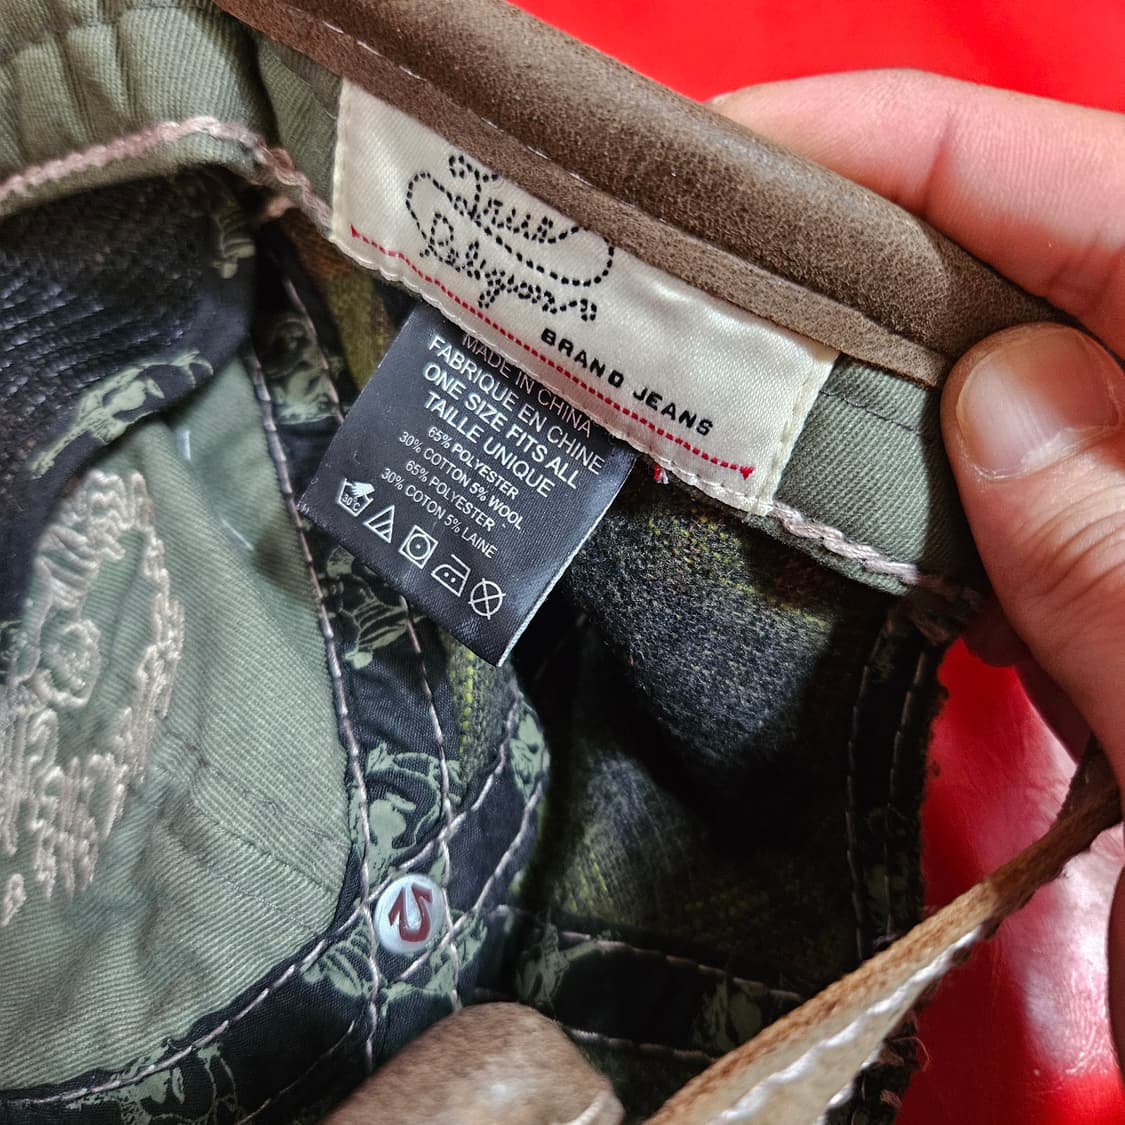 True
Religion
BRAND JEANS
MADE IN CHINA
FABRIQUE EN CHINE
ONE SIZE FITS ALL
TAILLE UNIQUE
65% POLYESTER
30% COTTON 5% WOOL
65% POLYESTER
30% COTON 5% LAINE
30°C